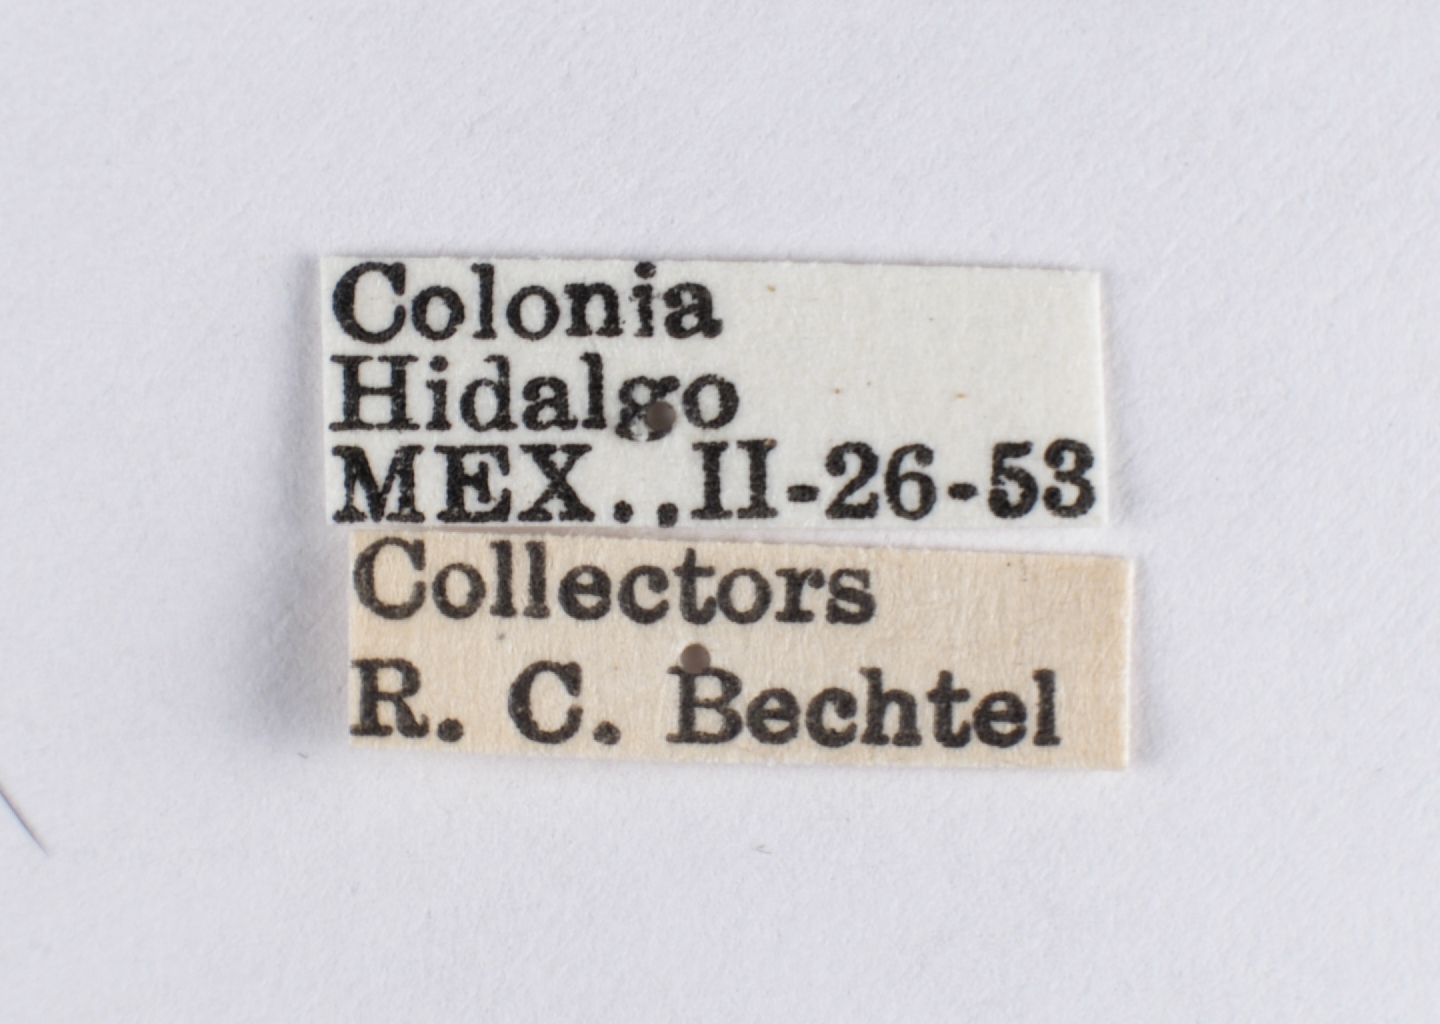 Colonia
Hidalgo
MEX.,II-26-53
Collectors
R. C. Bechtel